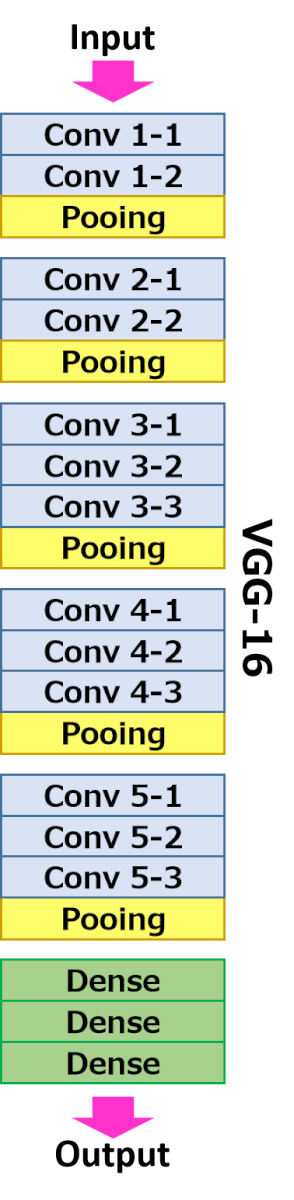 Input
Conv 1-1
Conv 1-2
Pooing
Conv 2-1
Conv 2-2
Pooing
Conv 3-1
Conv 3-2
Conv 3-3
Pooing
Conv 4-1
Conv 4-2
Conv 4-3
Pooing
Conv 5-1
Conv 5-2
Conv 5-3
Pooing
Dense
Dense
Dense
Output
VGG-16